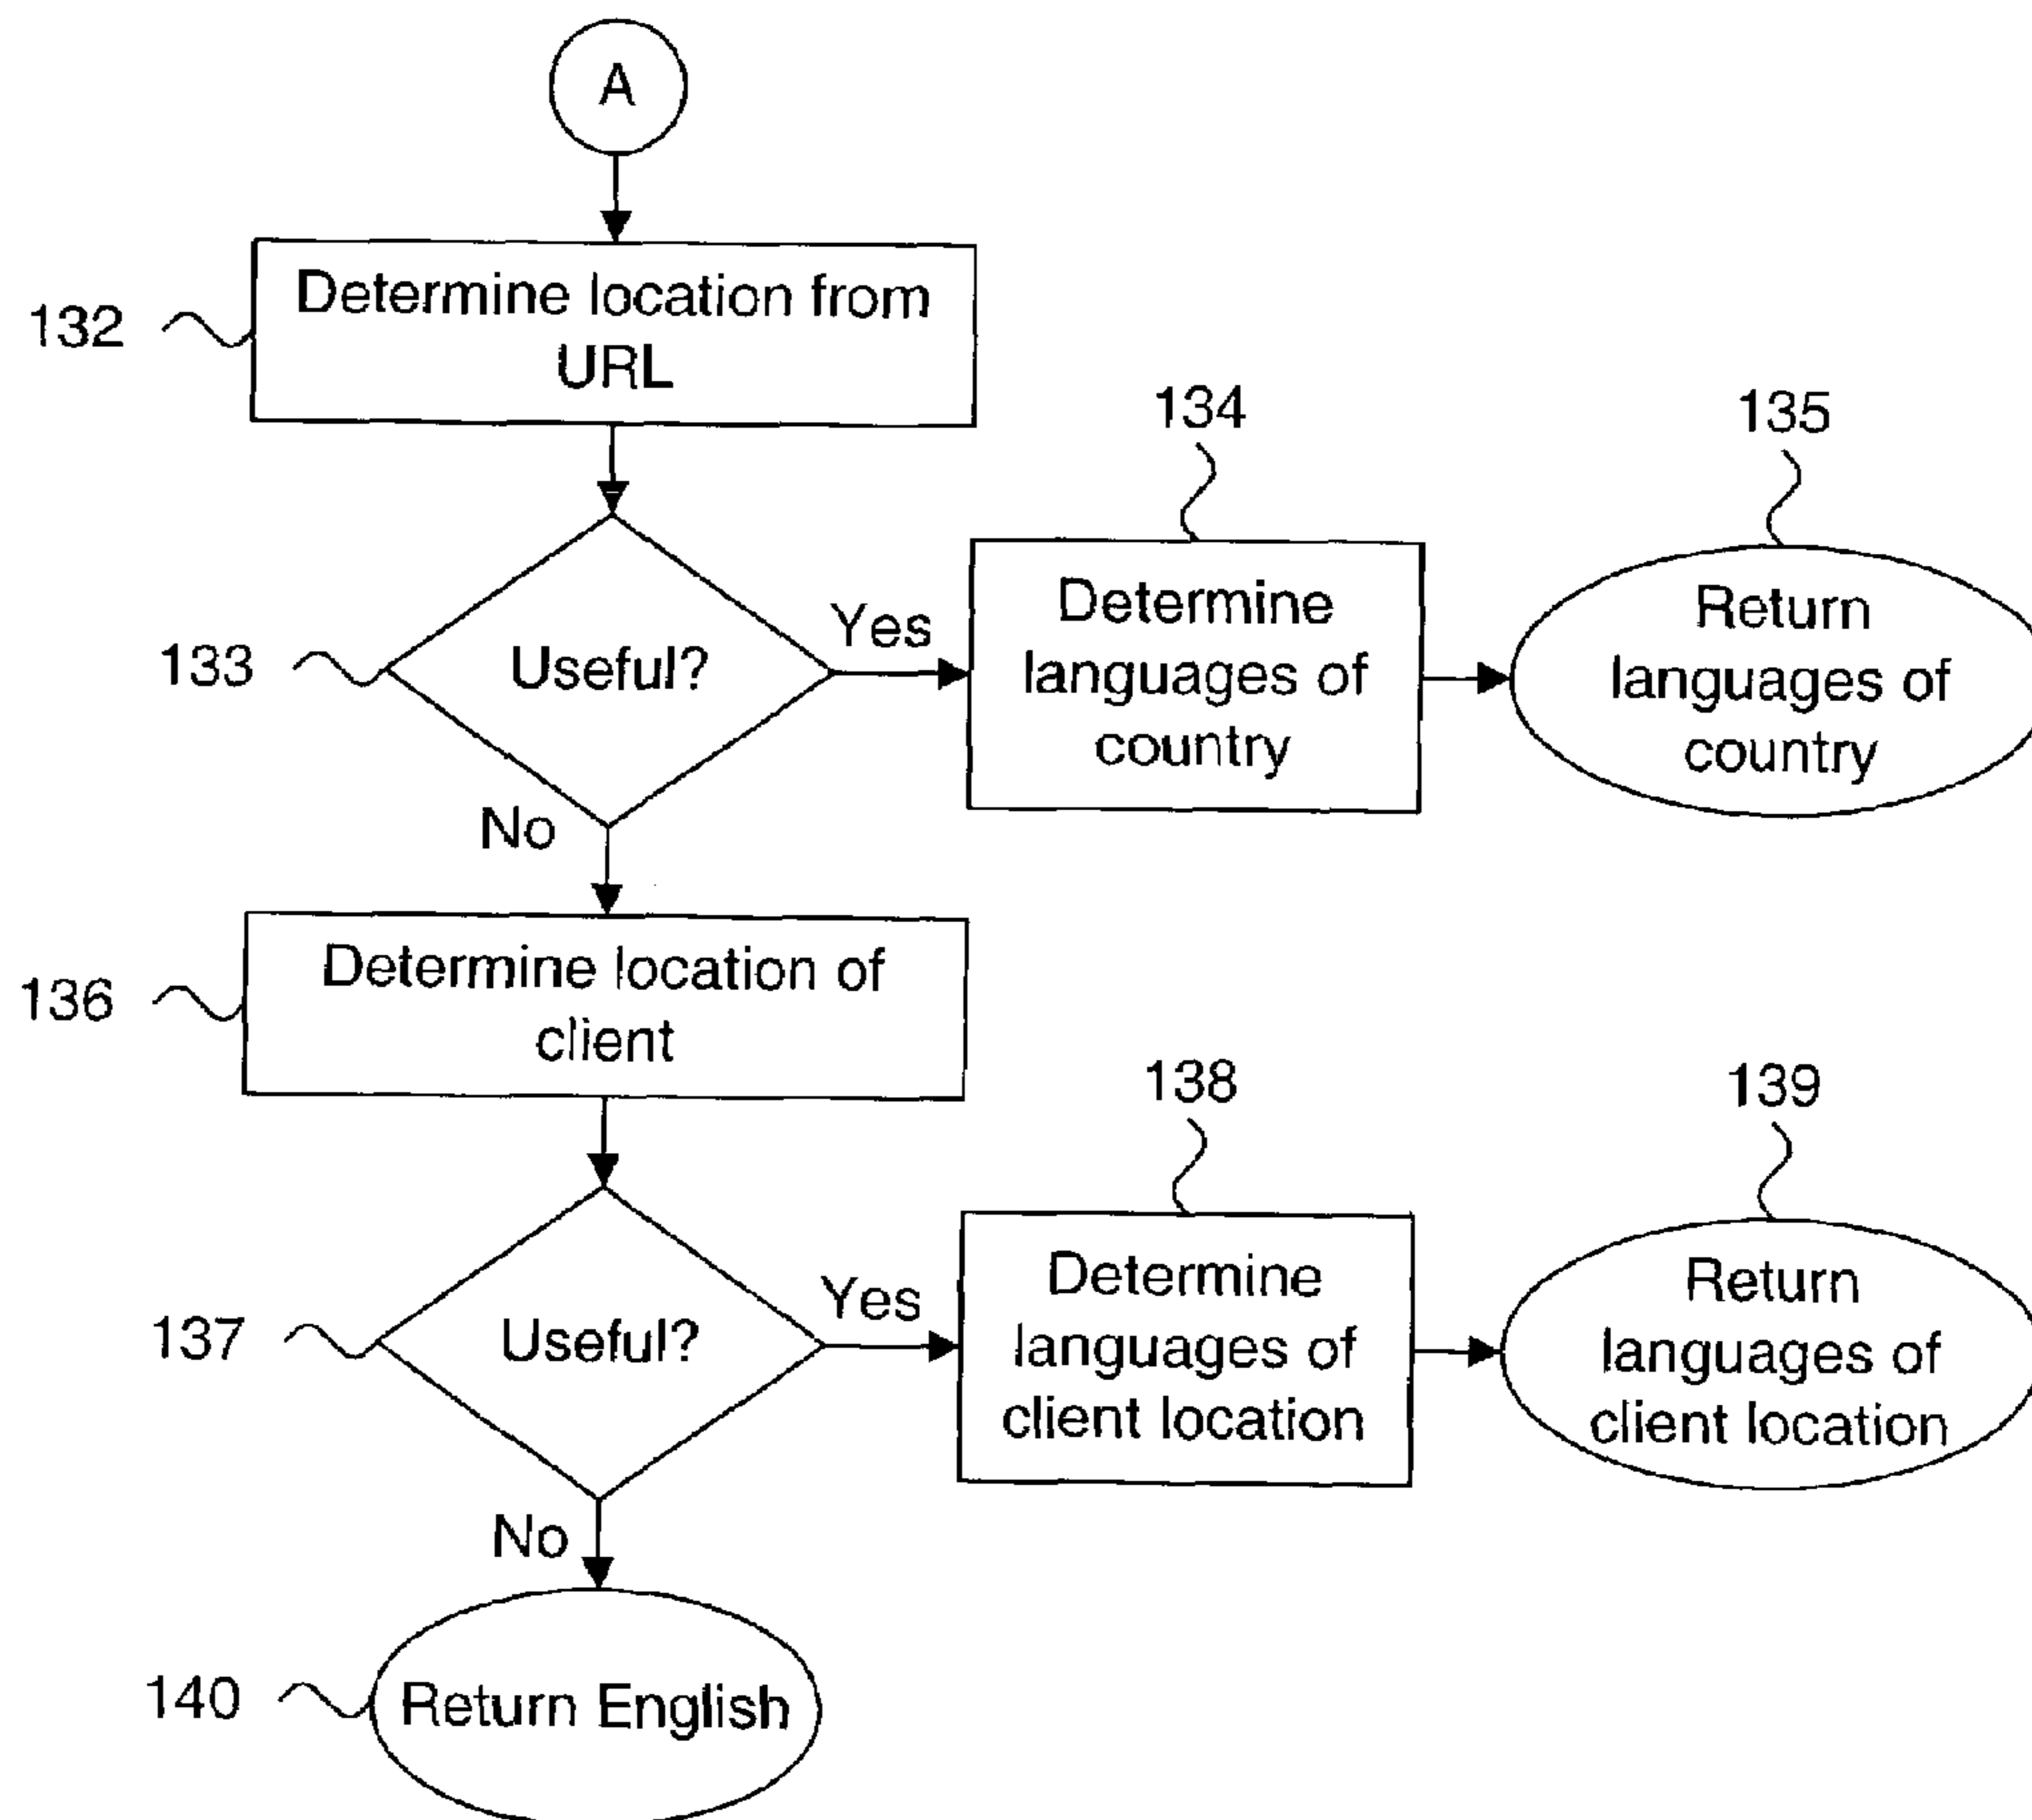 A
132
Determine location from
URL
134
135
133
Useful?
Yes
Determine
languages of
country
Return
languages of
country
No
136
Determine location of
client
138
139
137
Useful?
Yes
Determine
languages of
client location
Return
languages of
client location
No
140
Return English